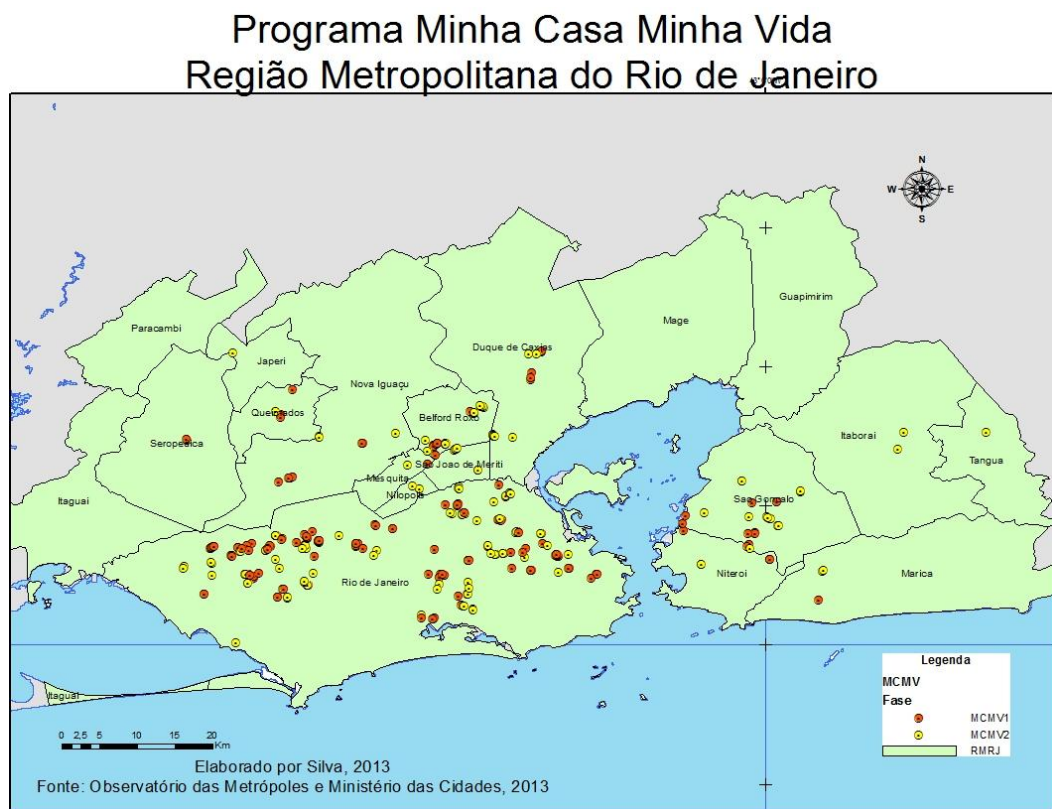 Programa Minha Casa Minha Vida
Região Metropolitana do Rio de Janeiro
N
W
E
S
Guapimirim
Mage
Paracambi
Duque de Caxias
Japeri
Nova Iguaçu
Queimados
Belford Roxo
Seropedica
Itaborai
Tangua
Sao Joao de Meriti
Mesquita
Nilopolis
Itaguai
Sao Gonçalo
Rio de Janeiro
Niteroi
Marica
Itaguai
Legenda
MCMV
Fase
MCMV1
MCMV2
RMRJ
0 2,5 5 10 15 20
Km
Elaborado por Silva, 2013
Fonte: Observatório das Metrópoles e Ministério das Cidades, 2013